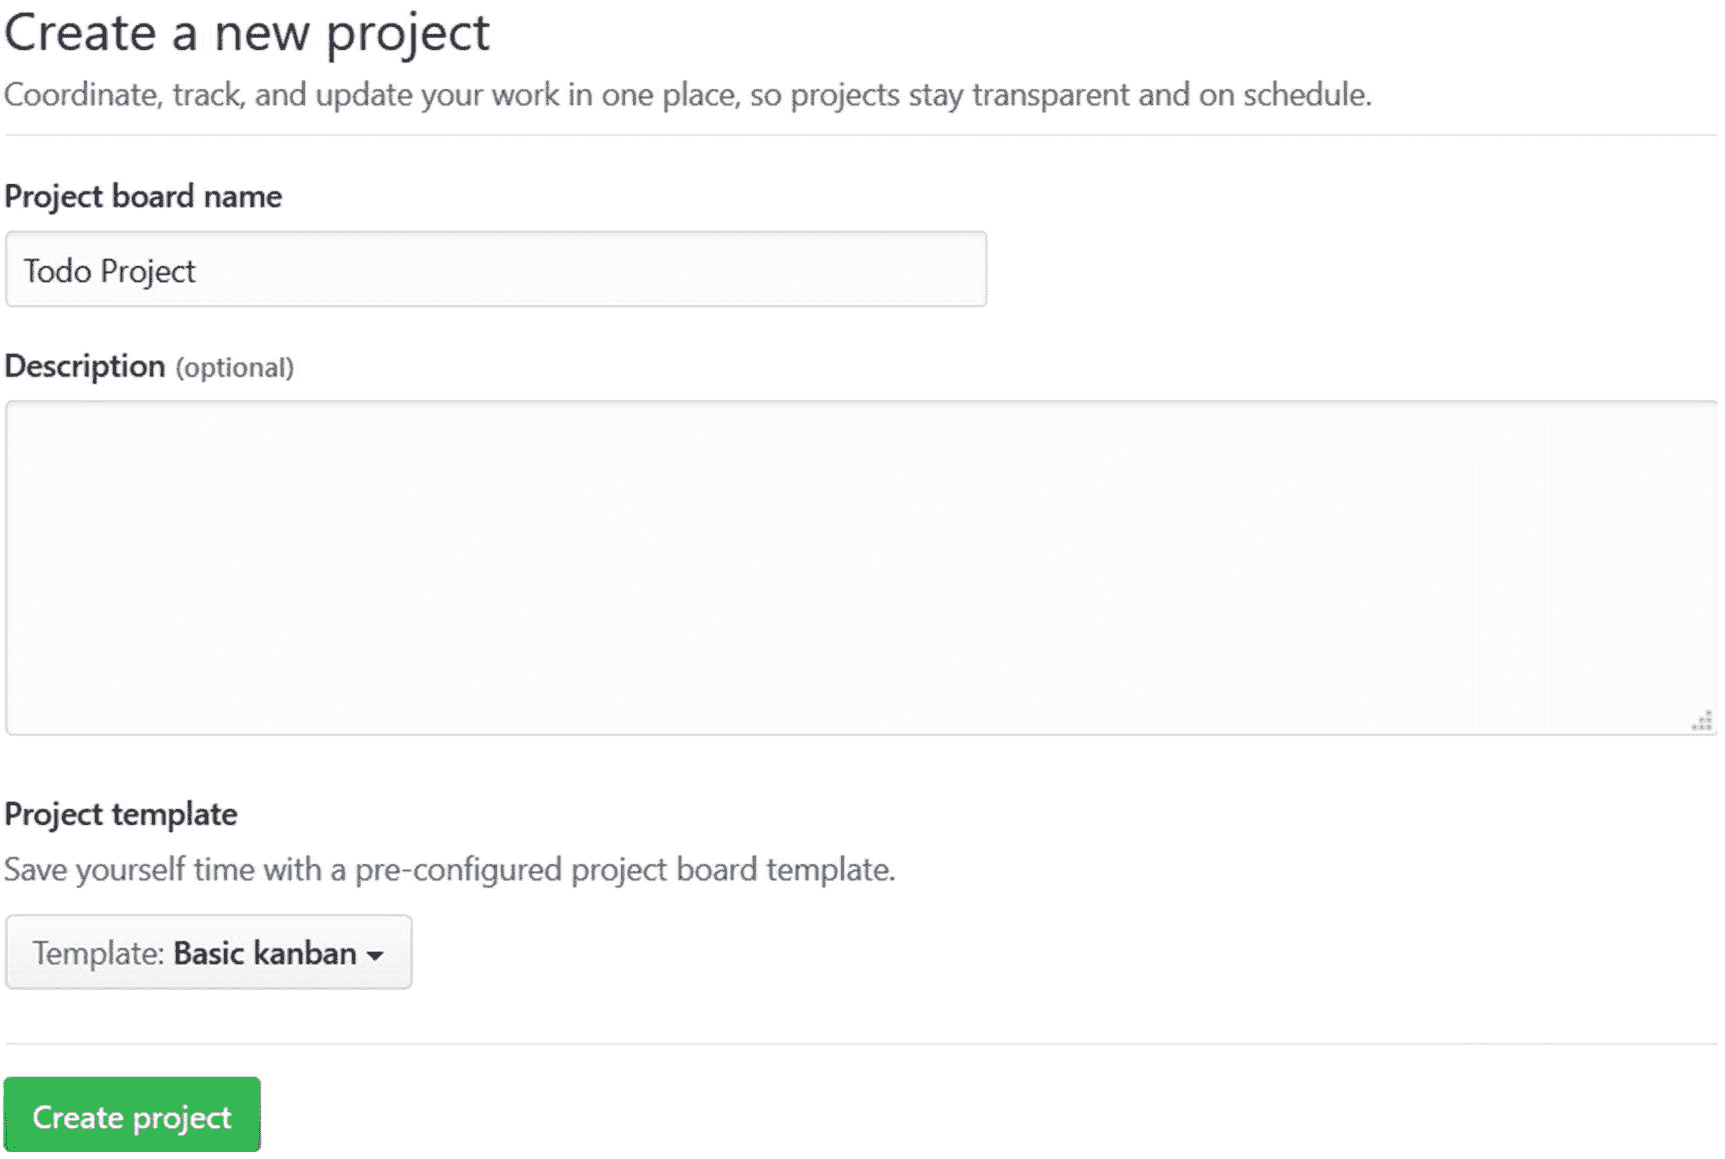 Create a new project
Coordinate, track, and update your work in one place, so projects stay transparent and on schedule.
Project board name
Todo Project
Description (optional)
Project template
Save yourself time with a pre-configured project board template.
Template: Basic kanban
Create project